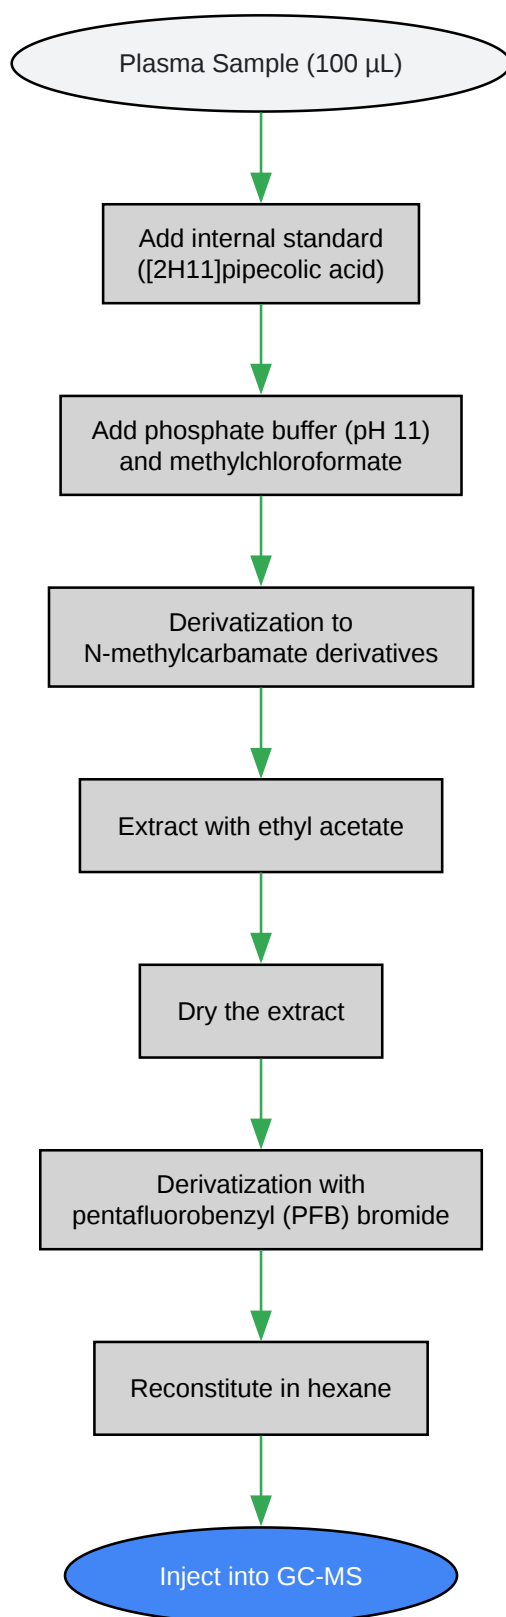 Plasma Sample (100 µL)
Add internal standard
([2H11]pipecolic acid)
Add phosphate buffer (pH 11)
and methylchloroformate
Derivatization to
N-methylcarbamate derivatives
Extract with ethyl acetate
Dry the extract
Derivatization with
pentafluorobenzyl (PFB) bromide
Reconstitute in hexane
Inject into GC-MS